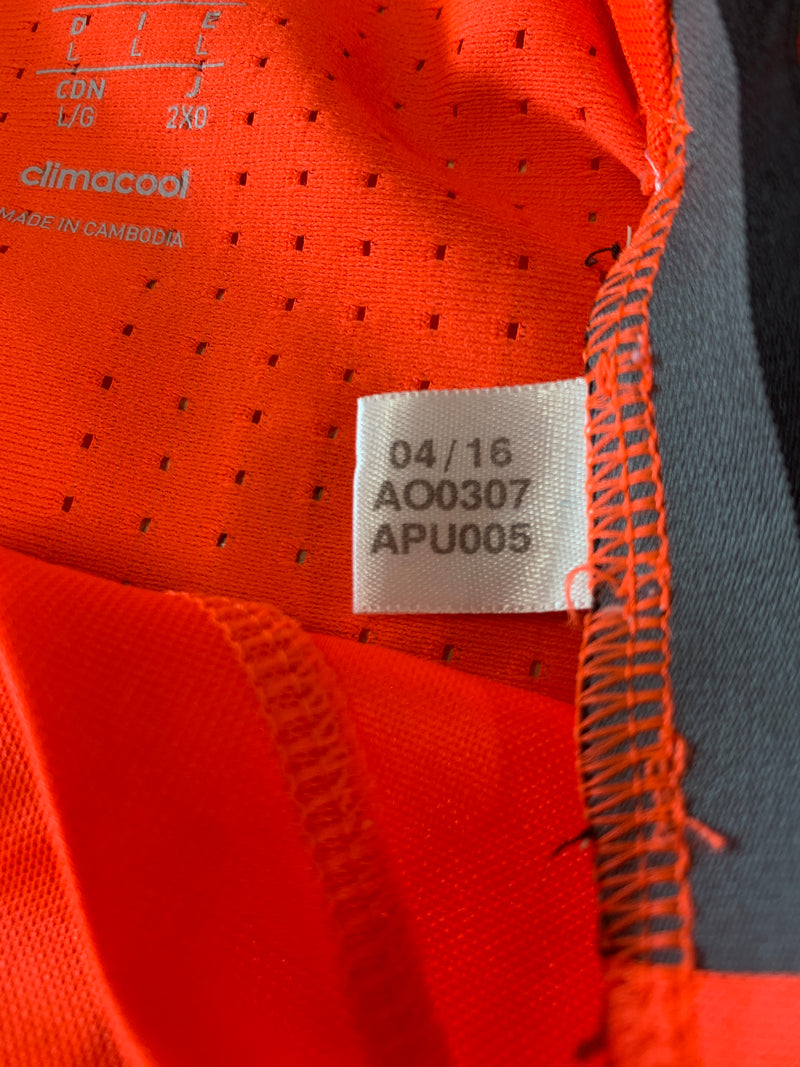 D I E
L L L
CDN J
L/G 2XO
climacool
MADE IN CAMBODIA
04/16
AO0307
APU005